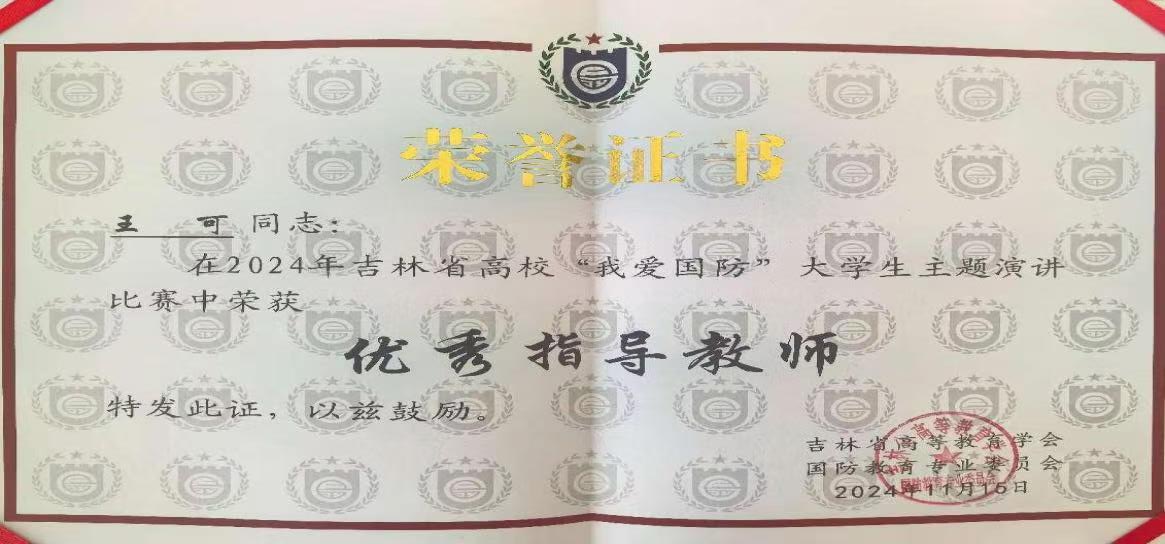 荣誉证书
王 可 同志：
在2024年吉林省高校“我爱国防”大学生主题演讲
比赛中荣获
优秀指导教师
特发此证，以兹鼓励。
吉林省高等教育学会
国防教育专业委员会
2024年11月16日